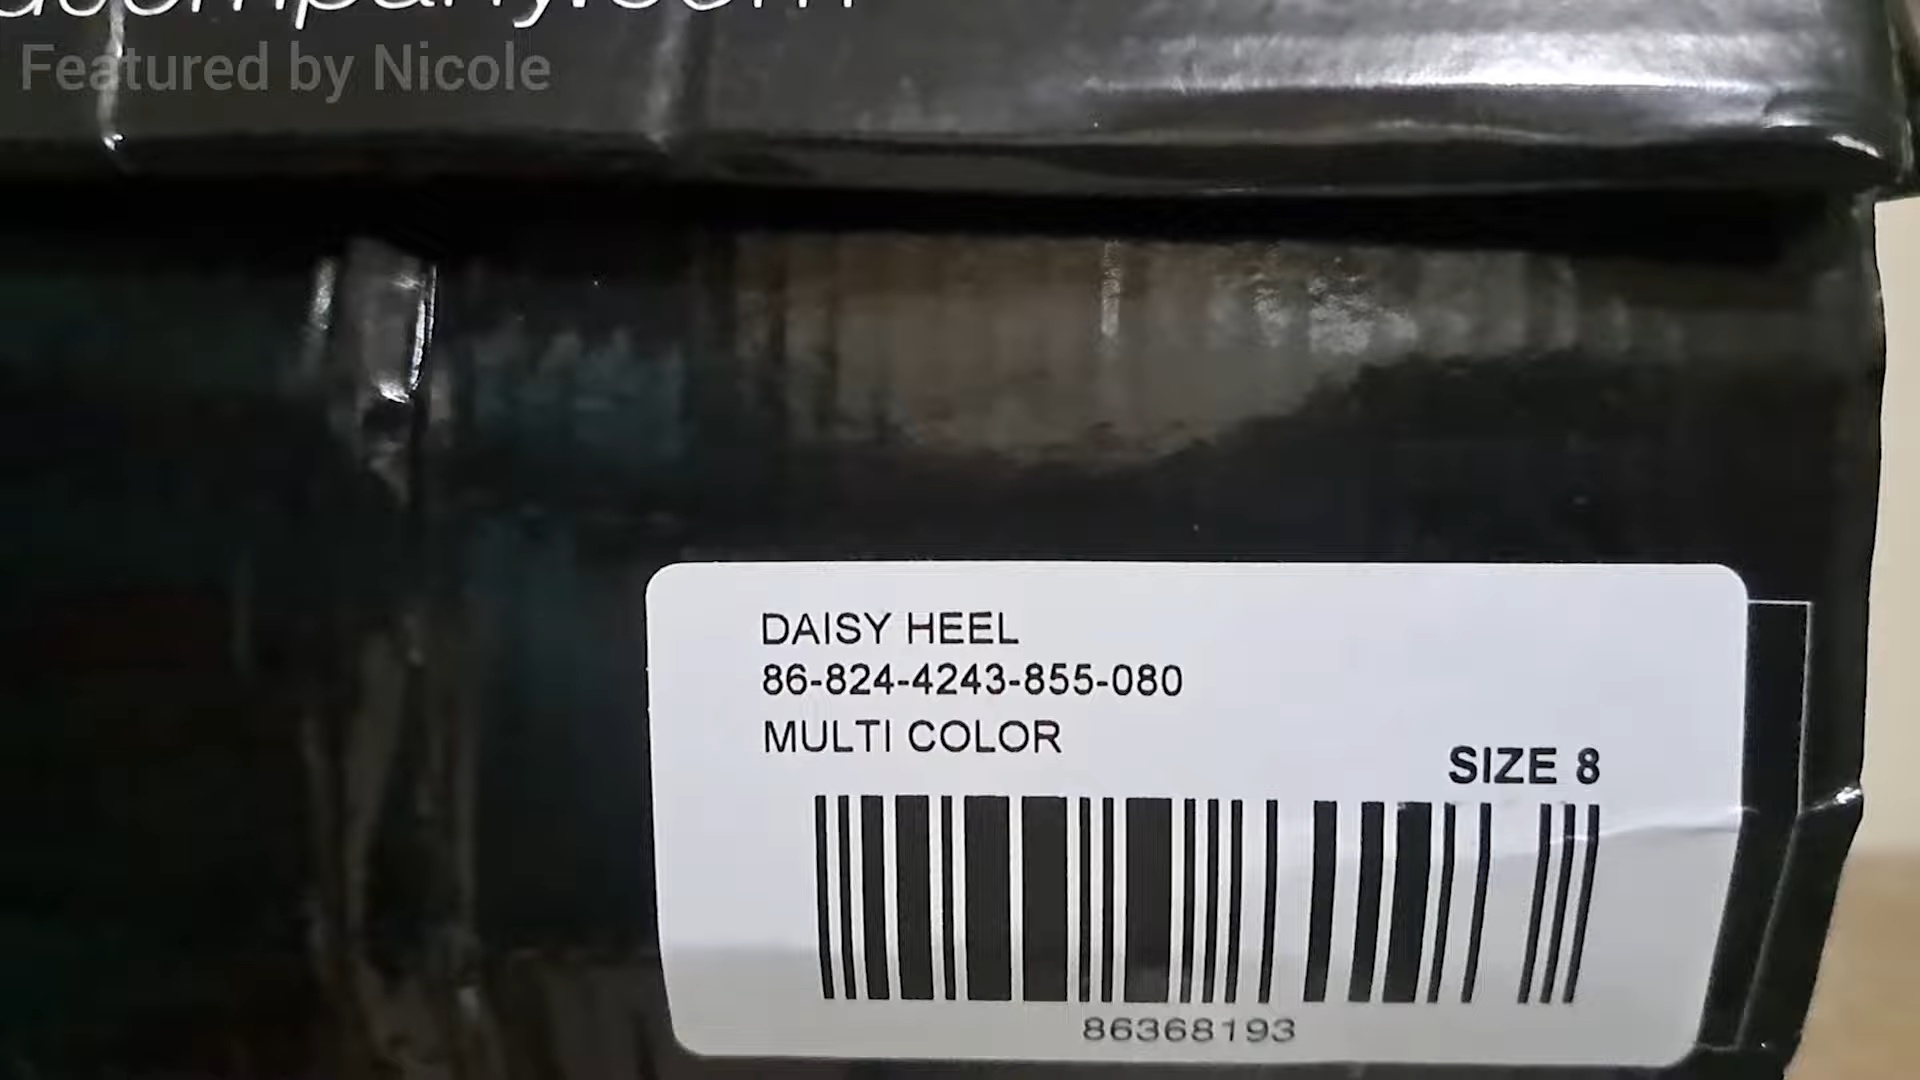 Featured by Nicole
DAISY HEEL
86-824-4243-855-080
MULTI COLOR
SIZE 8
86368193